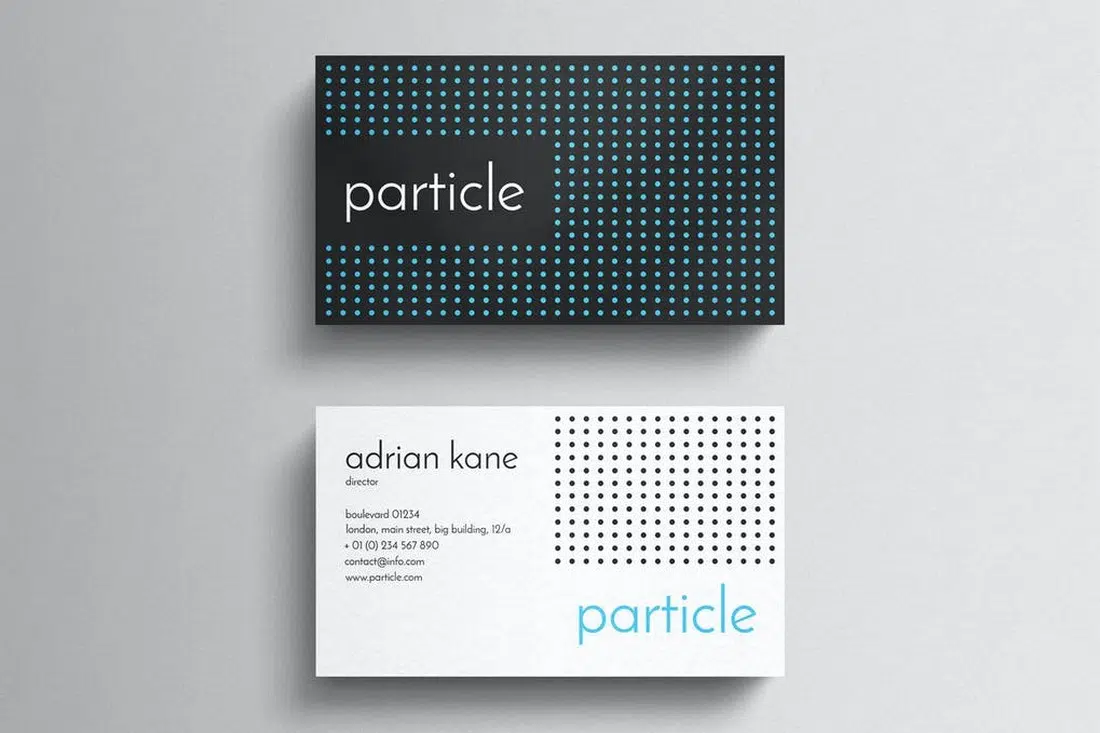 particle
adrian kane
director
boulevard 01234
london, main street, big building, 12/a
+ 01 (0) 234 567 890
contact@info.com
www.particle.com
particle